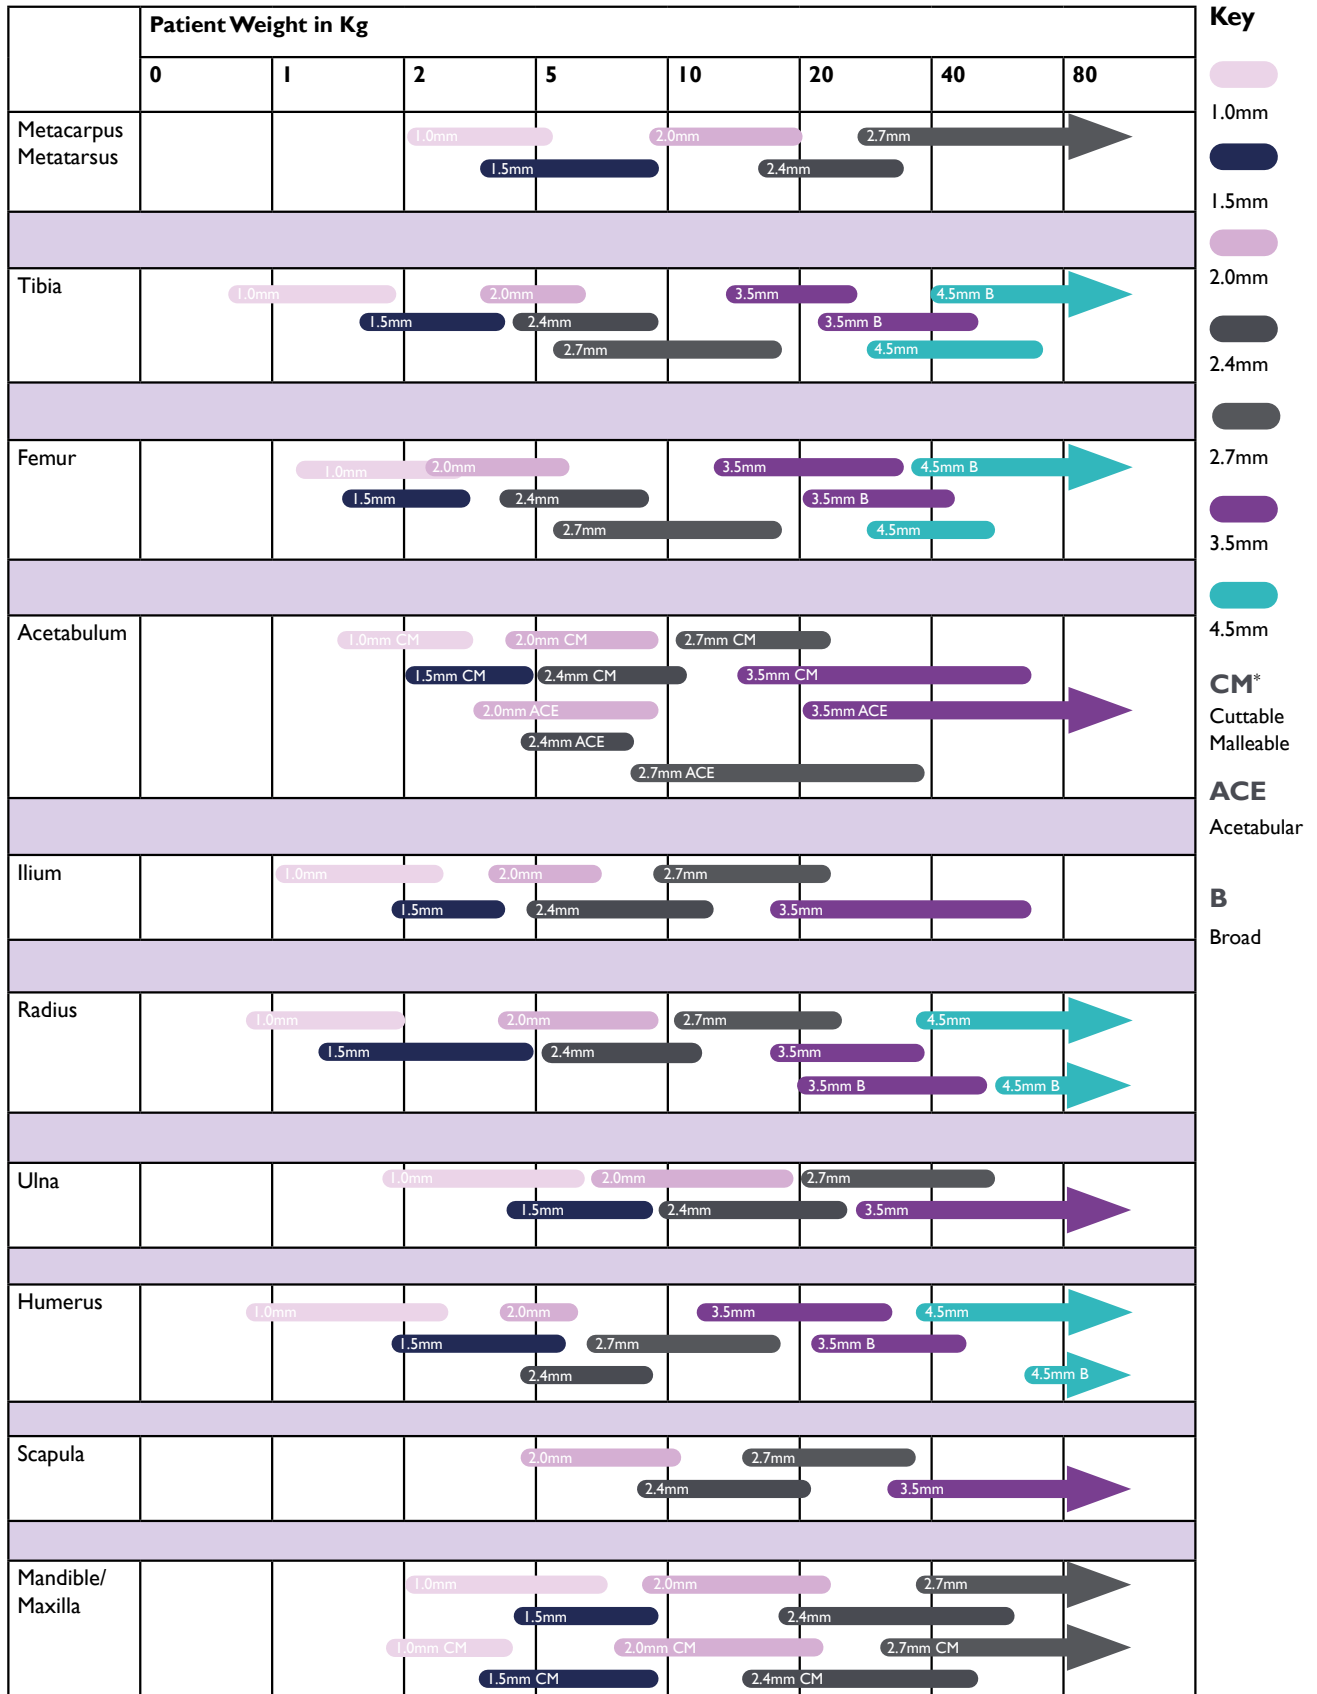 Patient Weight in Kg
0 1 2 5 10 20 40 80
Metacarpus
Metatarsus
1.0mm 2.0mm 2.7mm
1.5mm 2.4mm
Tibia
1.0mm 2.0mm 3.5mm 4.5mm B
1.5mm 2.4mm 3.5mm B
2.7mm 4.5mm
Femur
1.0mm 2.0mm 3.5mm 4.5mm B
1.5mm 2.4mm 3.5mm B
2.7mm 4.5mm
Acetabulum
1.0mm CM 2.0mm CM 2.7mm CM
1.5mm CM 2.4mm CM 3.5mm CM
2.0mm ACE 3.5mm ACE
2.4mm ACE
2.7mm ACE
Ilium
1.0mm 2.0mm 2.7mm
1.5mm 2.4mm 3.5mm
Radius
1.0mm 2.0mm 2.7mm 4.5mm
1.5mm 2.4mm 3.5mm
3.5mm B 4.5mm B
Ulna
1.0mm 2.0mm 2.7mm
1.5mm 2.4mm 3.5mm
Humerus
1.0mm 2.0mm 3.5mm 4.5mm
1.5mm 2.7mm 3.5mm B
2.4mm 4.5mm B
Scapula
2.0mm 2.7mm
2.4mm 3.5mm
Mandible/
Maxilla
1.0mm 2.0mm 2.7mm
1.5mm 2.4mm
1.0mm CM 2.0mm CM 2.7mm CM
1.5mm CM 2.4mm CM
Key
1.0mm
1.5mm
2.0mm
2.4mm
2.7mm
3.5mm
4.5mm
CM*
Cuttable
Malleable
ACE
Acetabular
B
Broad